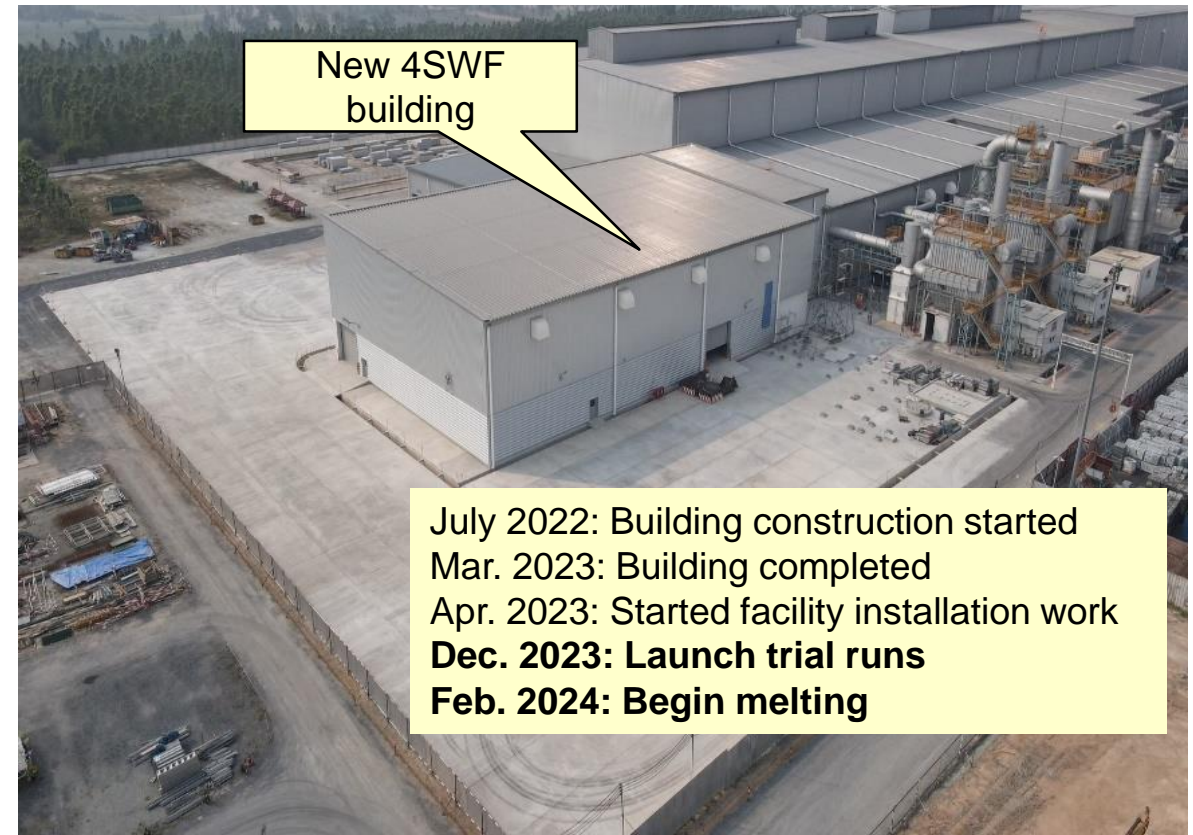 New 4SWF
building
July 2022: Building construction started
Mar. 2023: Building completed
Apr. 2023: Started facility installation work
Dec. 2023: Launch trial runs
Feb. 2024: Begin melting